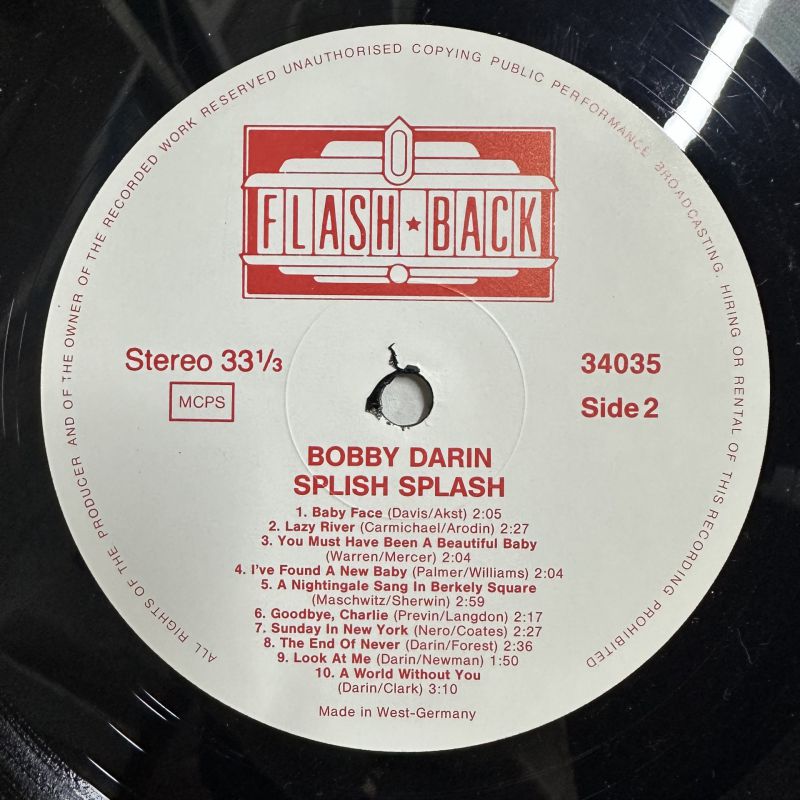 ALL RIGHTS OF THE PRODUCER AND OF THE OWNER OF THE RECORDED WORK RESERVED UNAUTHORISED COPYING PUBLIC PERFORMANCE BROADCASTING, HIRING OR RENTAL OF THIS RECORDING PROHIBITED
FLASH★BACK
Stereo 33 1/3
34035
MCPS
Side 2
BOBBY DARIN
SPLISH SPLASH
1. Baby Face (Davis/Akst) 2:05
2. Lazy River (Carmichael/Arodin) 2:27
3. You Must Have Been A Beautiful Baby
(Warren/Mercer) 2:04
4. I've Found A New Baby (Palmer/Williams) 2:04
5. A Nightingale Sang In Berkely Square
(Maschwitz/Sherwin) 2:59
6. Goodbye, Charlie (Previn/Langdon) 2:17
7. Sunday In New York (Nero/Coates) 2:27
8. The End Of Never (Darin/Forest) 2:36
9. Look At Me (Darin/Newman) 1:50
10. A World Without You
(Darin/Clark) 3:10
Made in West-Germany